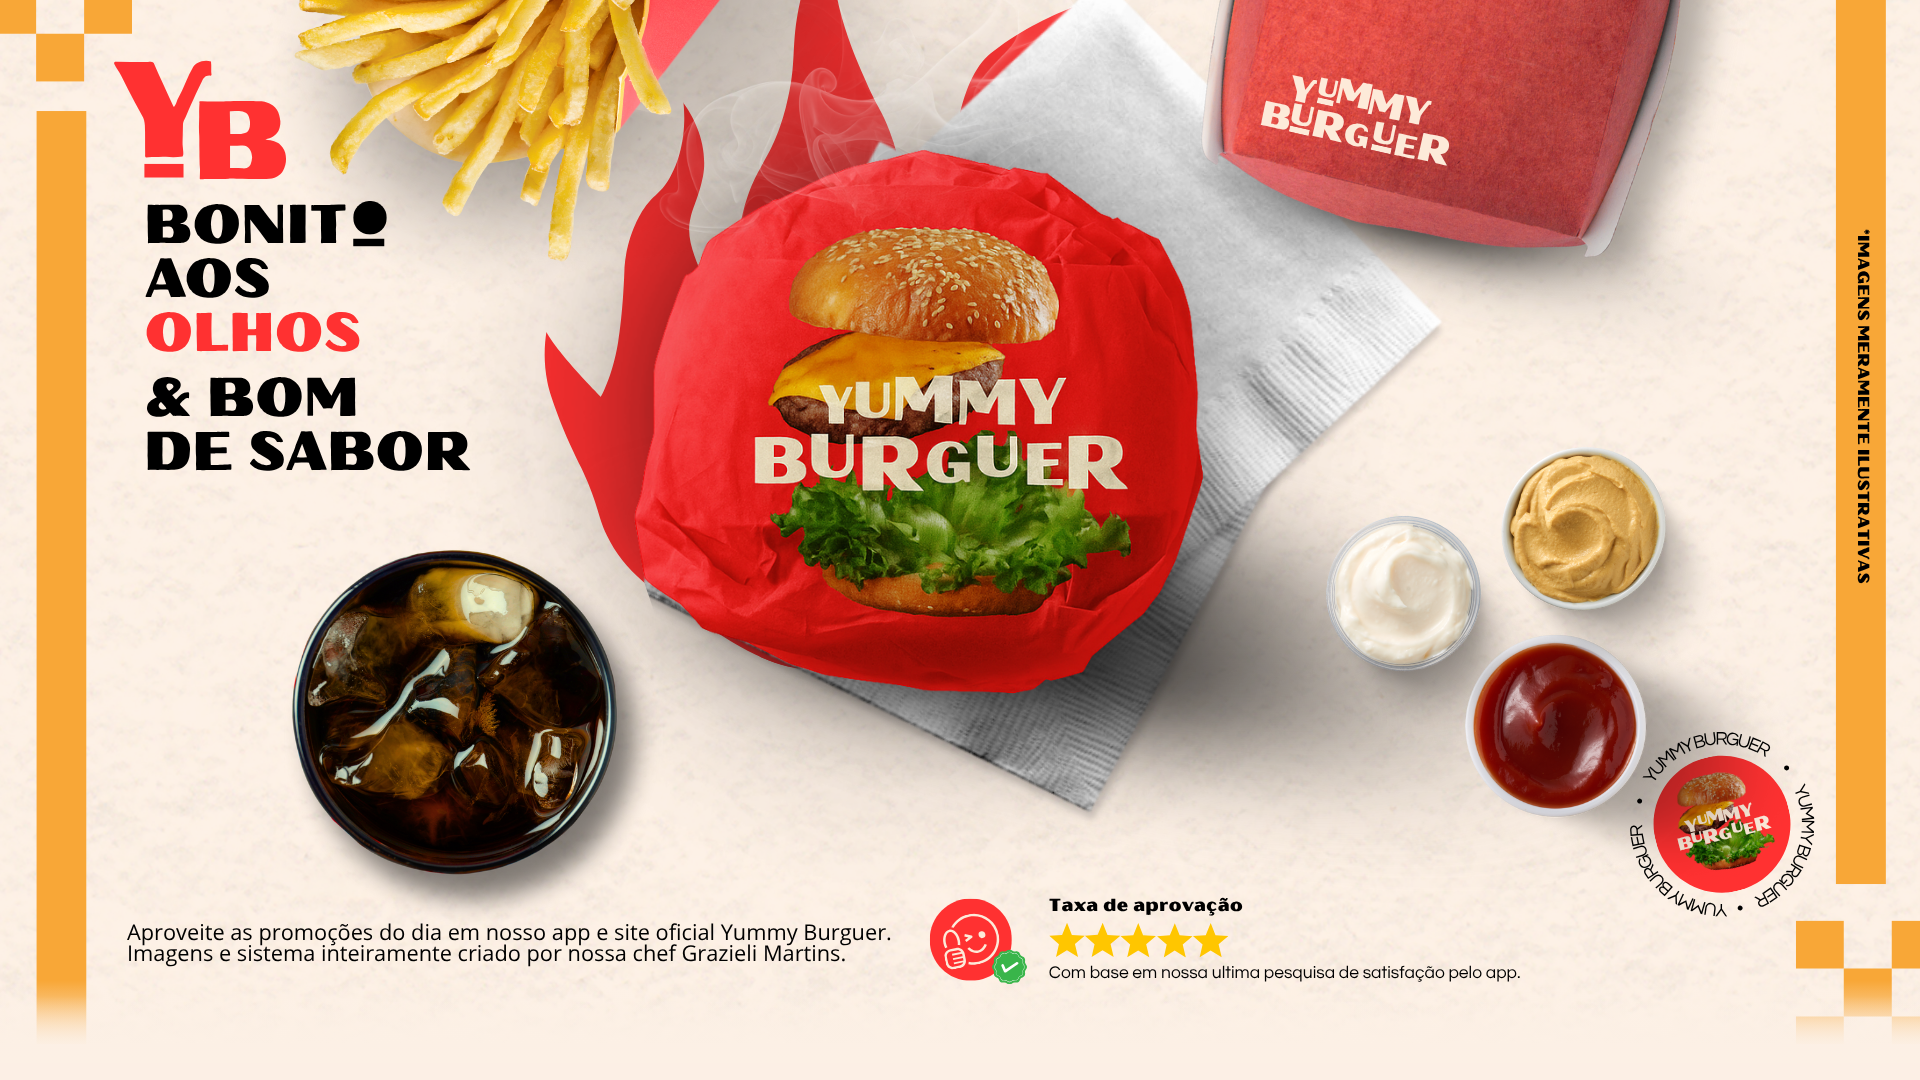 YB
BONITO
AOS
OLHOS
& BOM
DE SABOR
YUMMY
BURGUER
YUMMY
BURGUER
*IMAGENS MERAMENTE ILUSTRATIVAS
YUMMY BURGUER • YUMMY BURGUER • YUMMY BURGUER •
YUMMY
BURGUER
Aproveite as promoções do dia em nosso app e site oficial Yummy Burguer.
Imagens e sistema inteiramente criado por nossa chef Grazieli Martins.
Taxa de aprovação
Com base em nossa ultima pesquisa de satisfação pelo app.